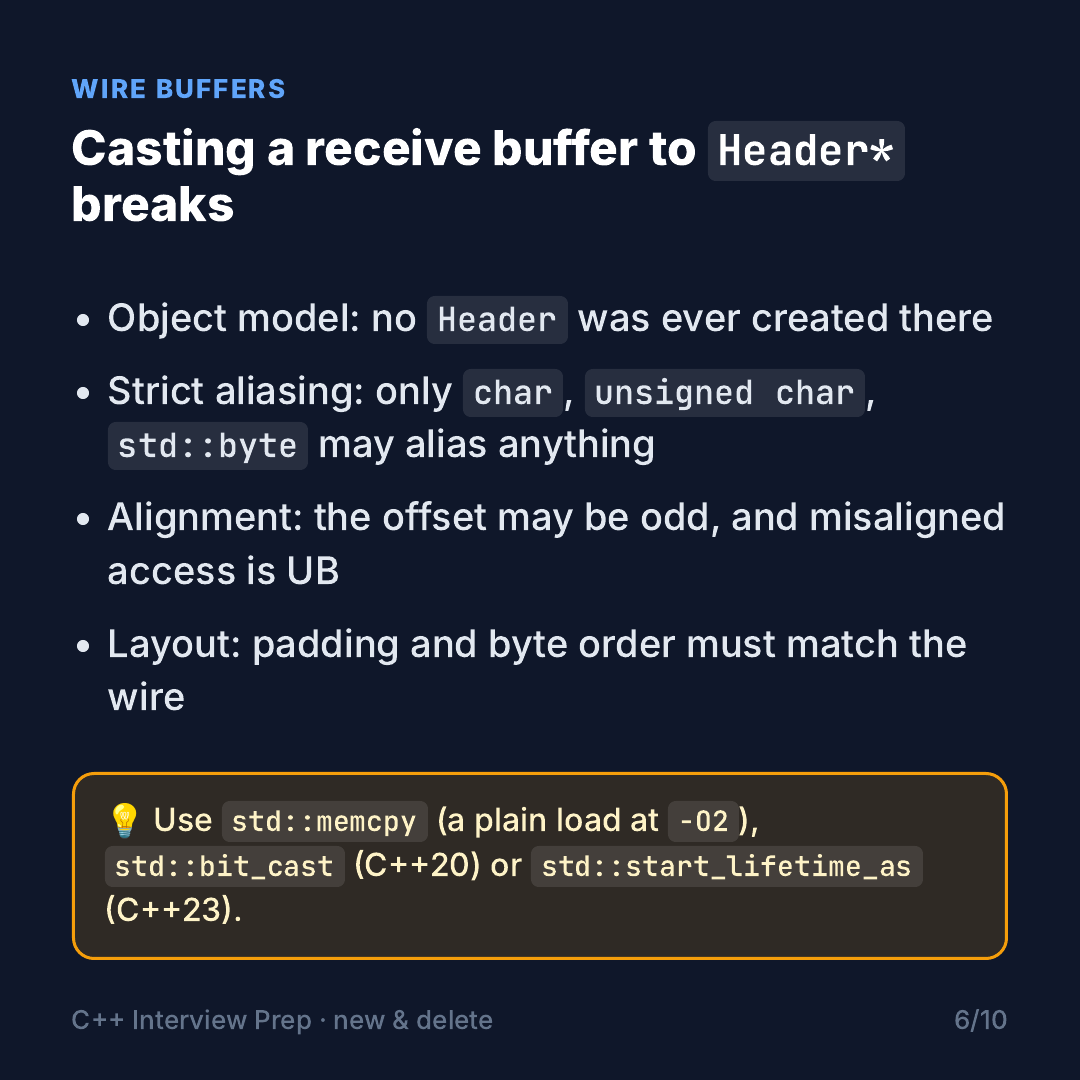 WIRE BUFFERS
Casting a receive buffer to Header*
breaks
• Object model: no Header was ever created there
• Strict aliasing: only char, unsigned char,
std::byte may alias anything
• Alignment: the offset may be odd, and misaligned
access is UB
• Layout: padding and byte order must match the
wire
💡 Use std::memcpy (a plain load at -O2),
std::bit_cast (C++20) or std::start_lifetime_as
(C++23).
C++ Interview Prep · new & delete
6/10